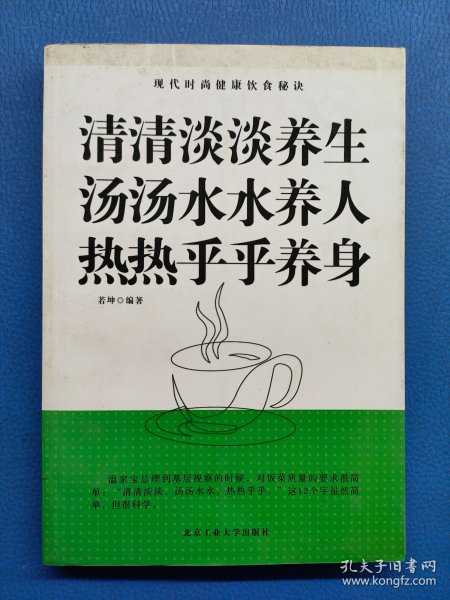 现代时尚健康饮食秘诀
清清淡淡养生
汤汤水水养人
热热乎乎养身
若坤◎编著
温家宝总理到基层视察的时候，对饭菜质量的要求很简
单：“清清淡淡、汤汤水水、热热乎乎。”这12个字虽然简
单，但很科学。
北京工业大学出版社
孔夫子旧书网
www.kongfz.com